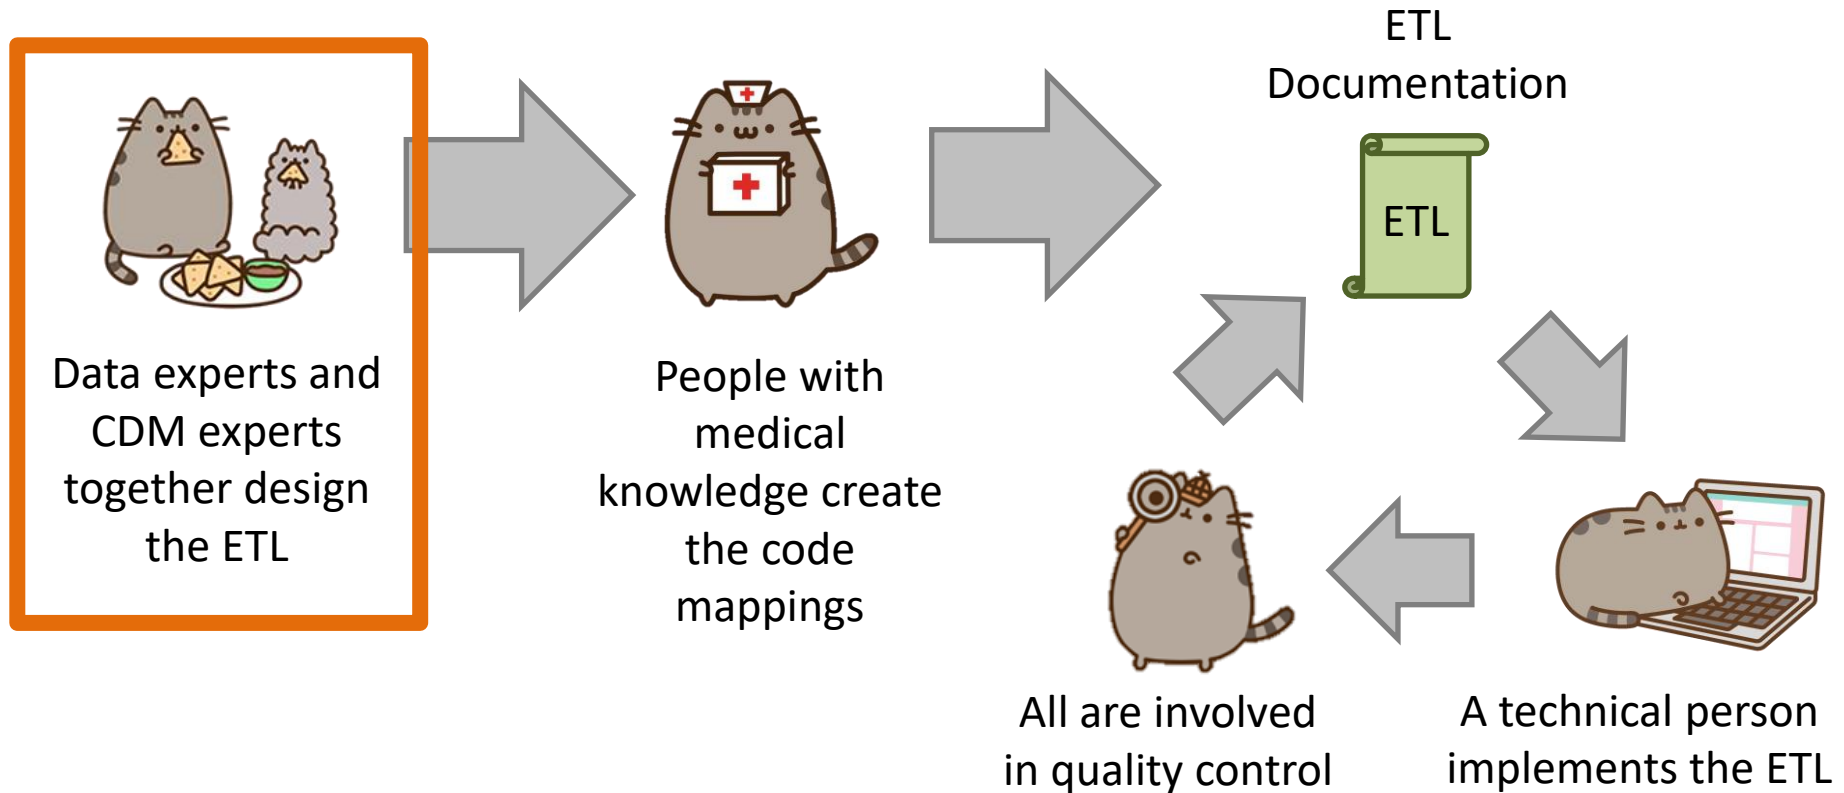 Data experts and
CDM experts
together design
the ETL
People with
medical
knowledge create
the code
mappings
ETL
Documentation
ETL
A technical person
implements the ETL
All are involved
in quality control